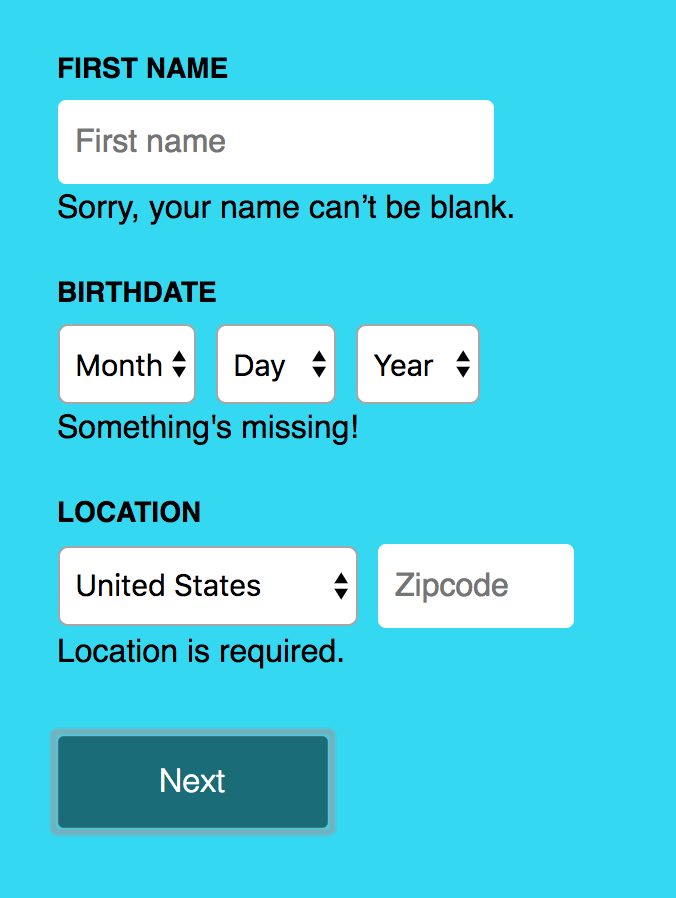 FIRST NAME
First name
Sorry, your name can’t be blank.
BIRTHDATE
Month Day Year
Something's missing!
LOCATION
United States Zipcode
Location is required.
Next